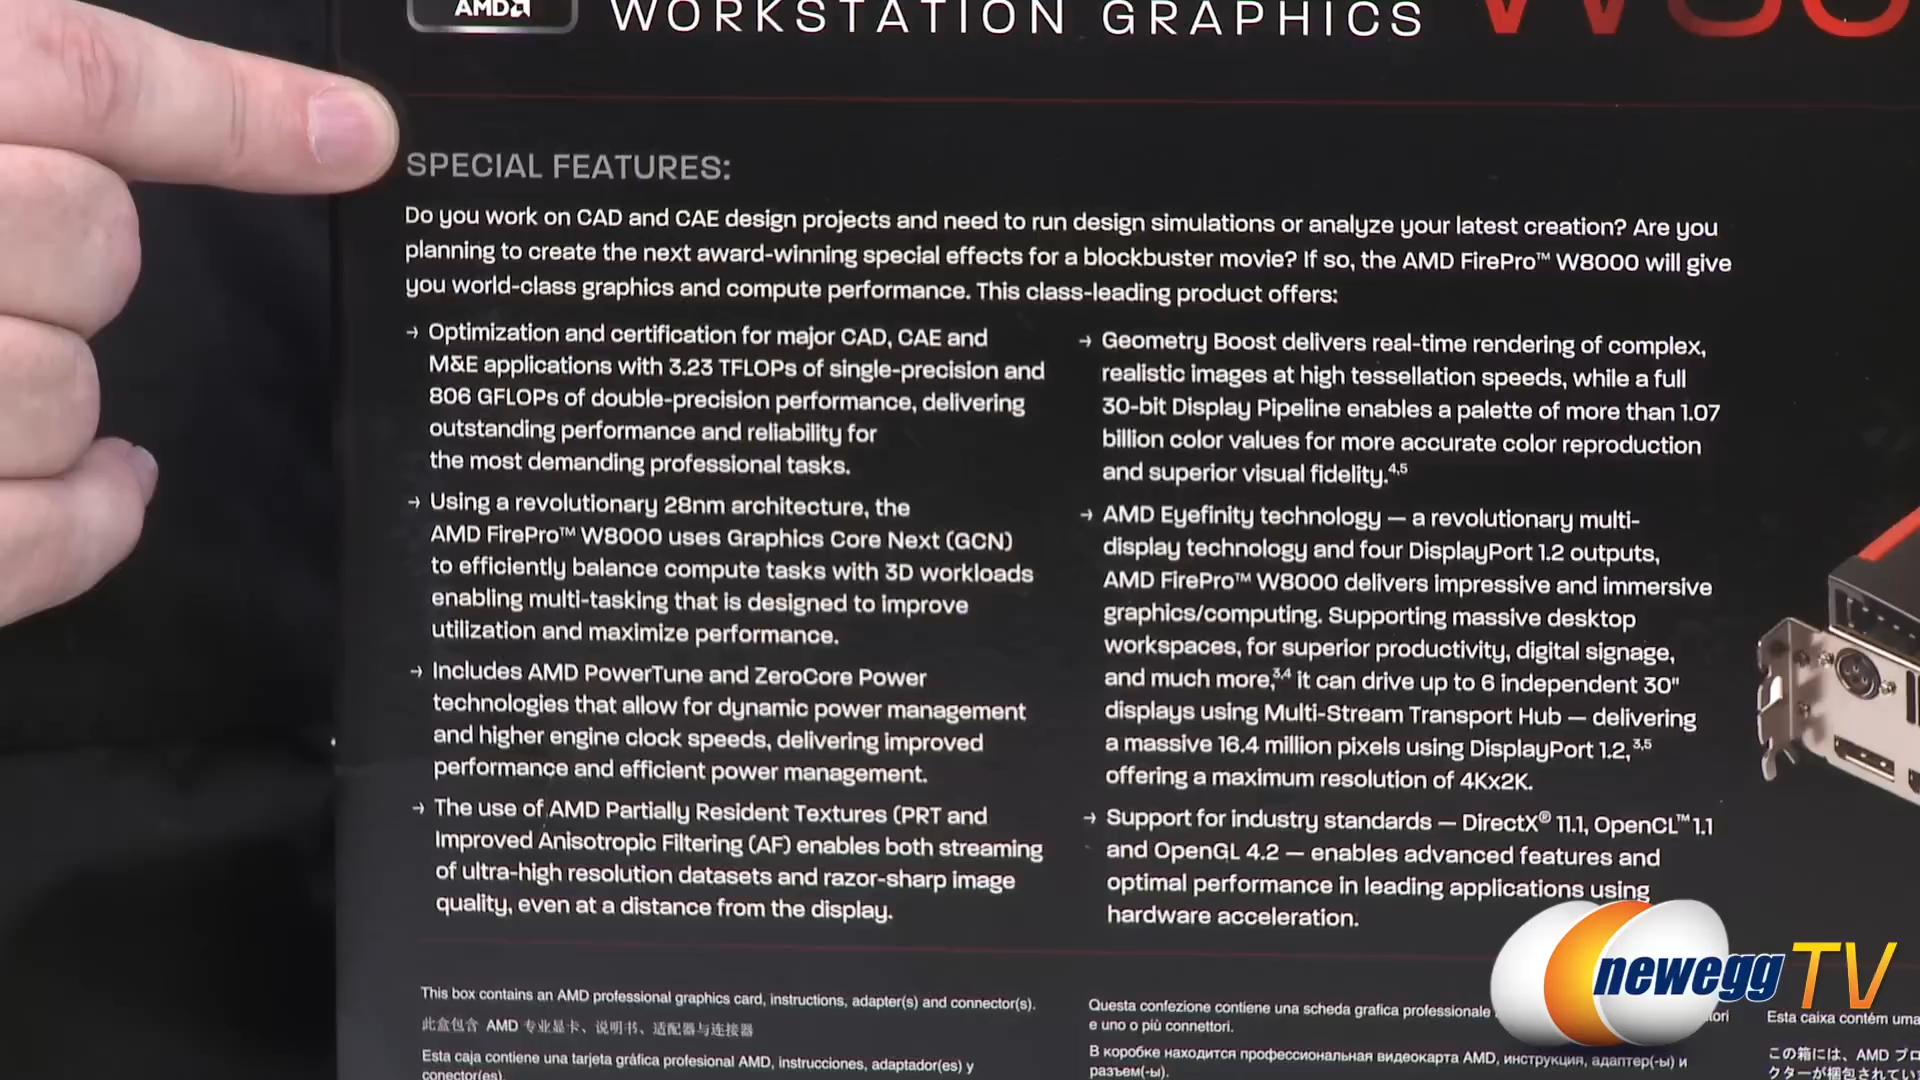 AMD
WORKSTATION GRAPHICS
SPECIAL FEATURES:
Do you work on CAD and CAE design projects and need to run design simulations or analyze your latest creation? Are you
planning to create the next award-winning special effects for a blockbuster movie? If so, the AMD FirePro™ W8000 will give
you world-class graphics and compute performance. This class-leading product offers:
→ Optimization and certification for major CAD, CAE and
M&E applications with 3.23 TFLOPs of single-precision and
806 GFLOPs of double-precision performance, delivering
outstanding performance and reliability for
the most demanding professional tasks.
→ Using a revolutionary 28nm architecture, the
AMD FirePro™ W8000 uses Graphics Core Next (GCN)
to efficiently balance compute tasks with 3D workloads
enabling multi-tasking that is designed to improve
utilization and maximize performance.
→ Includes AMD PowerTune and ZeroCore Power
technologies that allow for dynamic power management
and higher engine clock speeds, delivering improved
performance and efficient power management.
→ The use of AMD Partially Resident Textures (PRT and
Improved Anisotropic Filtering (AF) enables both streaming
of ultra-high resolution datasets and razor-sharp image
quality, even at a distance from the display.
→ Geometry Boost delivers real-time rendering of complex,
realistic images at high tessellation speeds, while a full
30-bit Display Pipeline enables a palette of more than 1.07
billion color values for more accurate color reproduction
and superior visual fidelity.4,5
→ AMD Eyefinity technology — a revolutionary multi-
display technology and four DisplayPort 1.2 outputs,
AMD FirePro™ W8000 delivers impressive and immersive
graphics/computing. Supporting massive desktop
workspaces, for superior productivity, digital signage,
and much more,3,4 it can drive up to 6 independent 30"
displays using Multi-Stream Transport Hub — delivering
a massive 16.4 million pixels using DisplayPort 1.2,3,5
offering a maximum resolution of 4Kx2K.
→ Support for industry standards — DirectX® 11.1, OpenCL™ 1.1
and OpenGL 4.2 — enables advanced features and
optimal performance in leading applications using
hardware acceleration.
This box contains an AMD professional graphics card, instructions, adapter(s) and connector(s).
此盒包含 AMD 专业显卡、说明书、适配器与连接器
Esta caja contiene una tarjeta gráfica profesional AMD, instrucciones, adaptador(es) y
conector(es).
Questa confezione contiene una scheda grafica professionale
e uno o più connettori.
В коробке находится профессиональная видеокарта AMD, инструкция, адаптер(-ы) и
разъем(-ы).
Esta caixa contém uma
この箱には、AMD プロ
クターが梱包されてい
newegg TV